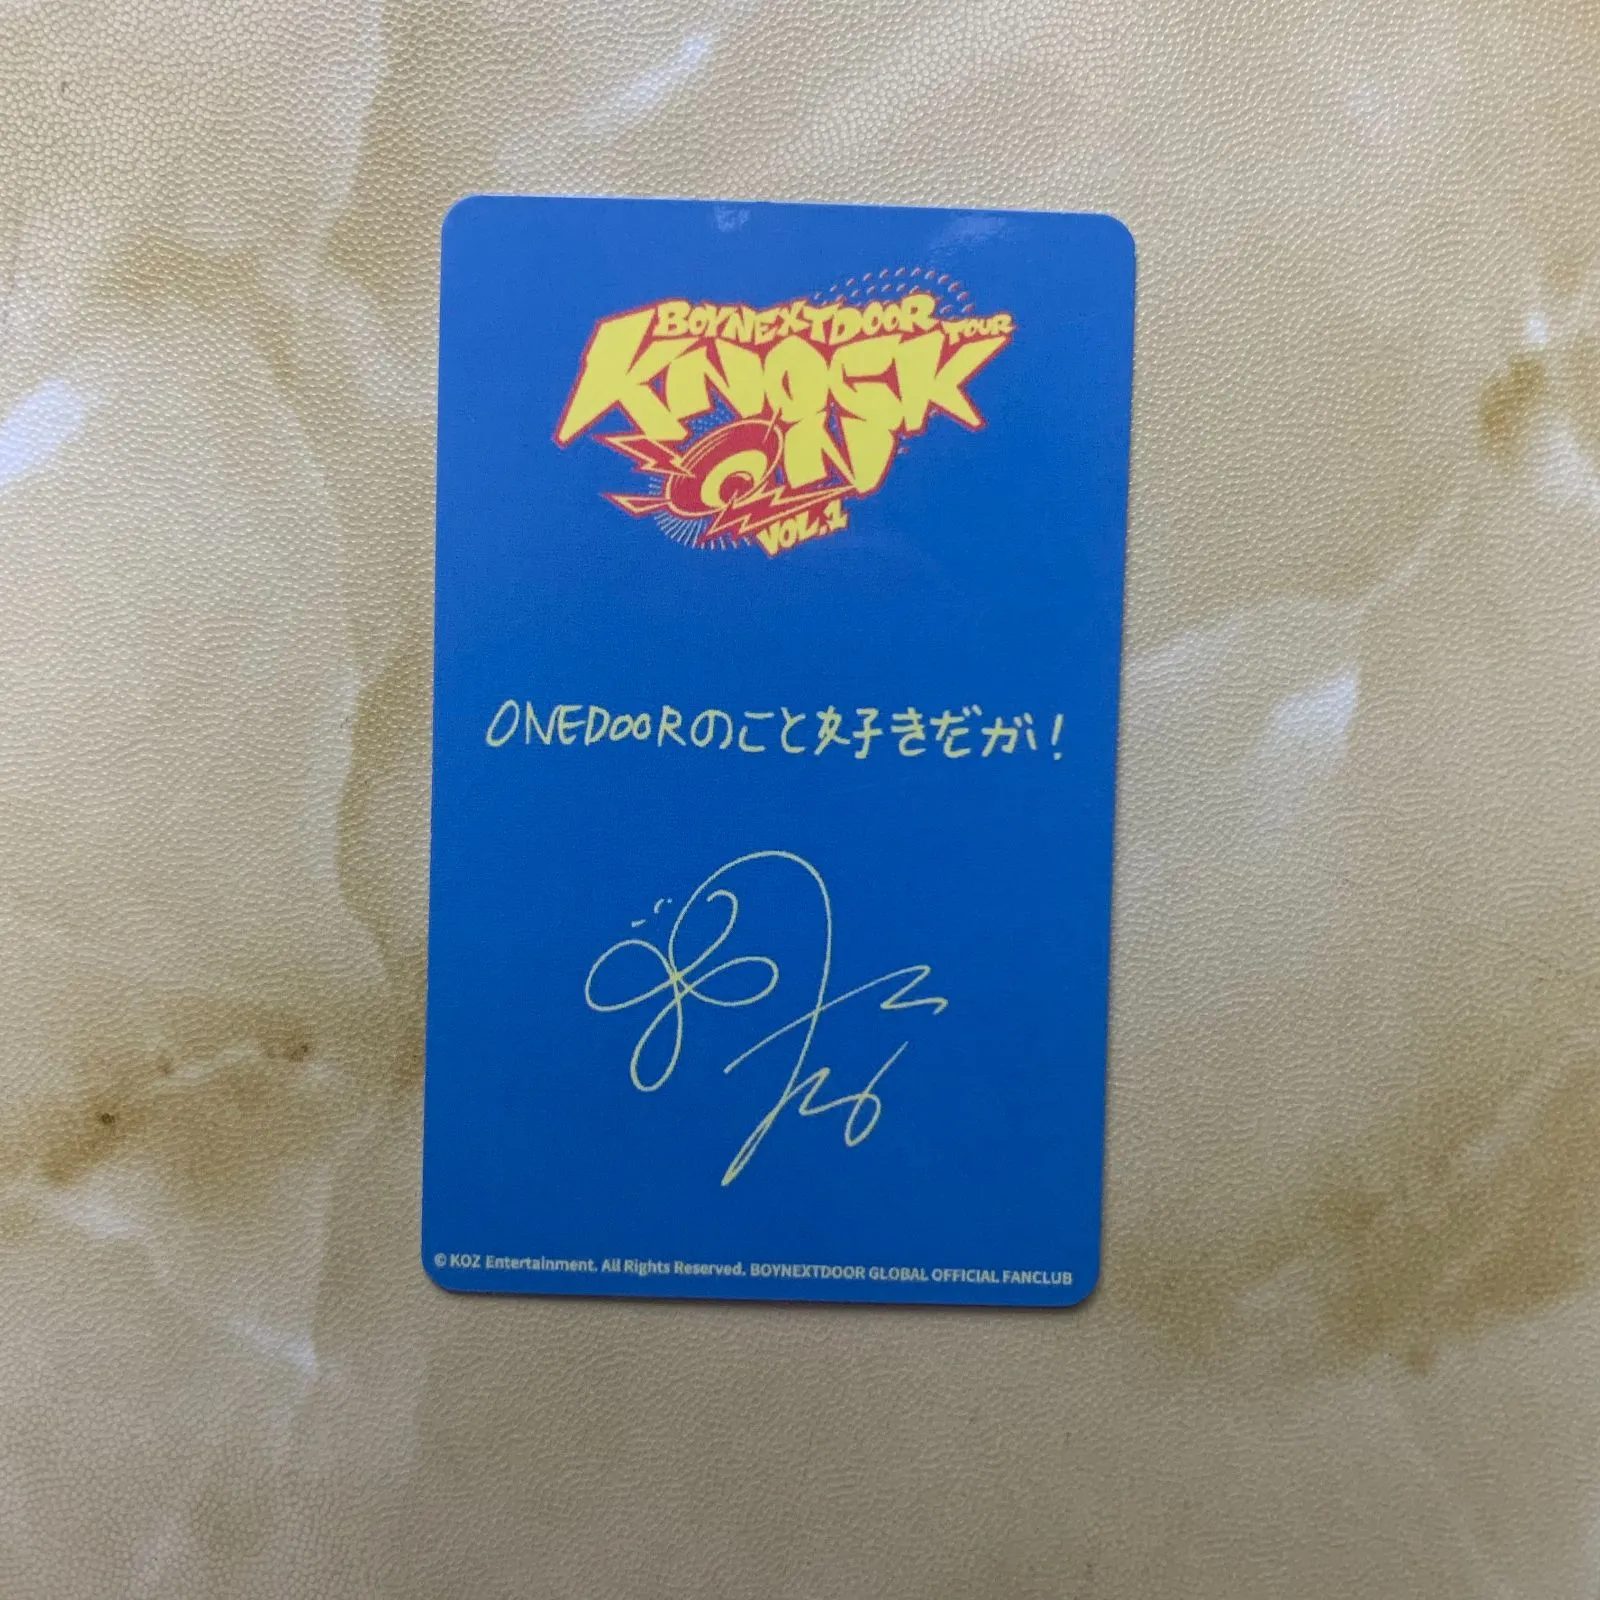 BOYNEXTDOOR TOUR
KNOCK
ON
VOL.1
ONEDOORのこと好きだが!
© KOZ Entertainment. All Rights Reserved. BOYNEXTDOOR GLOBAL OFFICIAL FANCLUB